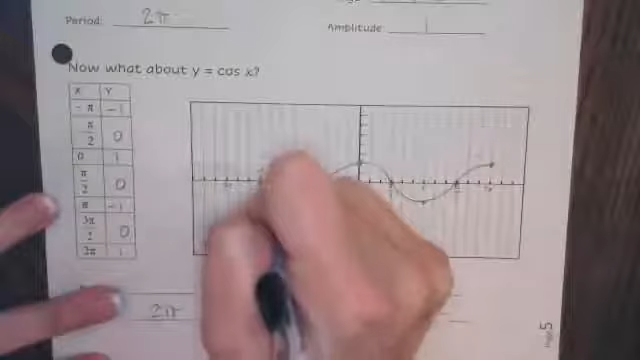 Period: 2π
Amplitude: 1
Now what about y = cos x?
X Y
-π -1
-π/2 0
0 1
π/2 0
π -1
3π/2 0
2π 1
2π
Page 5